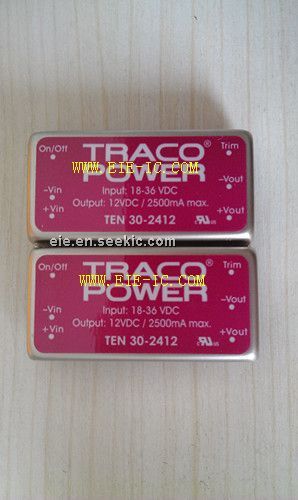 On/Off TRACO® Trim
WWW.EIE-IC.COM
POWER
-Vin Input: 18-36 VDC -Vout
+Vin Output: 12VDC / 2500mA max. +Vout
TEN 30-2412
eie.en.seekic.com
On/Off TRACO® Trim
WWW.EIE-IC.COM
POWER
-Vin Input: 18-36 VDC -Vout
+Vin Output: 12VDC / 2500mA max. +Vout
TEN 30-2412